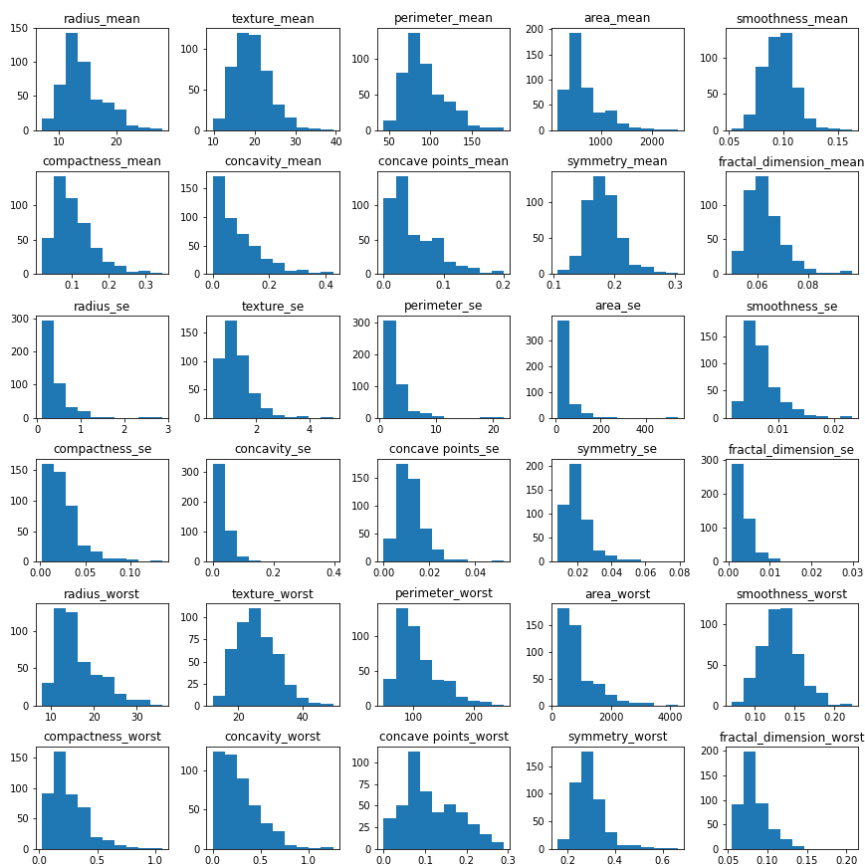 radius_mean texture_mean perimeter_mean area_mean smoothness_mean
150 100 50 0 10 20
100 50 0 10 20 30 40
100 50 0 50 100 150
200 150 100 50 0 1000 2000
100 50 0 0.05 0.10 0.15
compactness_mean concavity_mean concave points_mean symmetry_mean fractal_dimension_mean
100 50 0 0.1 0.2 0.3
150 100 50 0 0.0 0.2 0.4
150 100 50 0 0.0 0.1 0.2
100 50 0 0.1 0.2 0.3
100 50 0 0.06 0.08
radius_se texture_se perimeter_se area_se smoothness_se
300 200 100 0 0 1 2 3
150 100 50 0 2 4
300 200 100 0 0 10 20
300 200 100 0 0 200 400
150 100 50 0 0.01 0.02
compactness_se concavity_se concave points_se symmetry_se fractal_dimension_se
150 100 50 0 0.00 0.05 0.10
300 200 100 0 0.0 0.2 0.4
150 100 50 0 0.00 0.02 0.04
200 150 100 50 0 0.02 0.04 0.06 0.08
300 200 100 0 0.00 0.01 0.02 0.03
radius_worst texture_worst perimeter_worst area_worst smoothness_worst
100 50 0 10 20 30
100 75 50 25 0 20 40
100 50 0 100 200
150 100 50 0 0 2000 4000
100 50 0 0.10 0.15 0.20
compactness_worst concavity_worst concave points_worst symmetry_worst fractal_dimension_worst
150 100 50 0 0.0 0.5 1.0
100 50 0 0.0 0.5 1.0
100 75 50 25 0 0.0 0.1 0.2 0.3
150 100 50 0 0.2 0.4 0.6
200 150 100 50 0 0.05 0.10 0.15 0.20